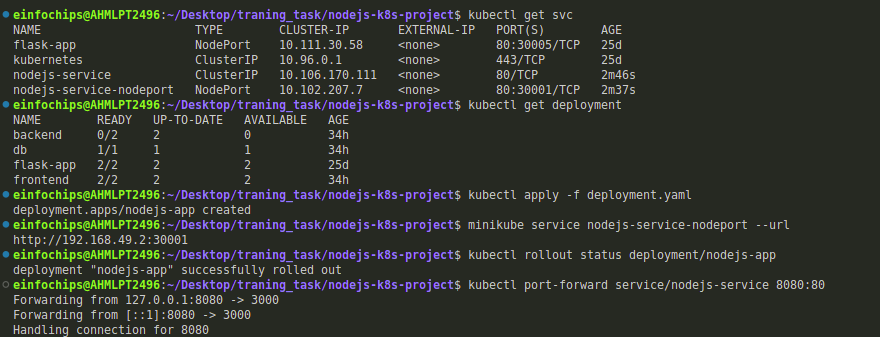 einfochips@AHMLPT2496:~/Desktop/traning_task/nodejs-k8s-project$ kubectl get svc
NAME                      TYPE        CLUSTER-IP       EXTERNAL-IP   PORT(S)        AGE
flask-app                 NodePort    10.111.30.58     <none>        80:30005/TCP   25d
kubernetes                ClusterIP   10.96.0.1        <none>        443/TCP        25d
nodejs-service            ClusterIP   10.106.170.111   <none>        80/TCP         2m46s
nodejs-service-nodeport   NodePort    10.102.207.7     <none>        80:30001/TCP   2m37s
einfochips@AHMLPT2496:~/Desktop/traning_task/nodejs-k8s-project$ kubectl get deployment
NAME        READY   UP-TO-DATE   AVAILABLE   AGE
backend     0/2     2            0           34h
db          1/1     1            1           34h
flask-app   2/2     2            2           25d
frontend    2/2     2            2           34h
einfochips@AHMLPT2496:~/Desktop/traning_task/nodejs-k8s-project$ kubectl apply -f deployment.yaml
deployment.apps/nodejs-app created
einfochips@AHMLPT2496:~/Desktop/traning_task/nodejs-k8s-project$ minikube service nodejs-service-nodeport --url
http://192.168.49.2:30001
einfochips@AHMLPT2496:~/Desktop/traning_task/nodejs-k8s-project$ kubectl rollout status deployment/nodejs-app
deployment "nodejs-app" successfully rolled out
einfochips@AHMLPT2496:~/Desktop/traning_task/nodejs-k8s-project$ kubectl port-forward service/nodejs-service 8080:80
Forwarding from 127.0.0.1:8080 -> 3000
Forwarding from [::1]:8080 -> 3000
Handling connection for 8080